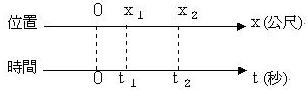 位置 0 x₁ x₂ x(公尺)
時間 0 t₁ t₂ t(秒)